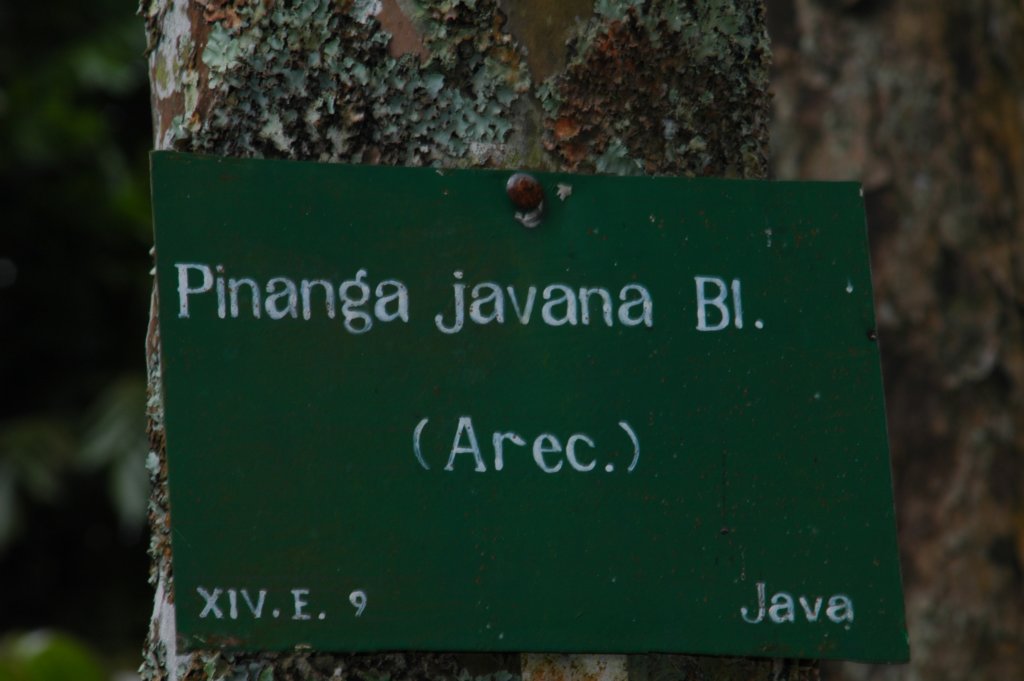 Pinanga javana Bl.
(Arec.)
XIV.E. 9 Java